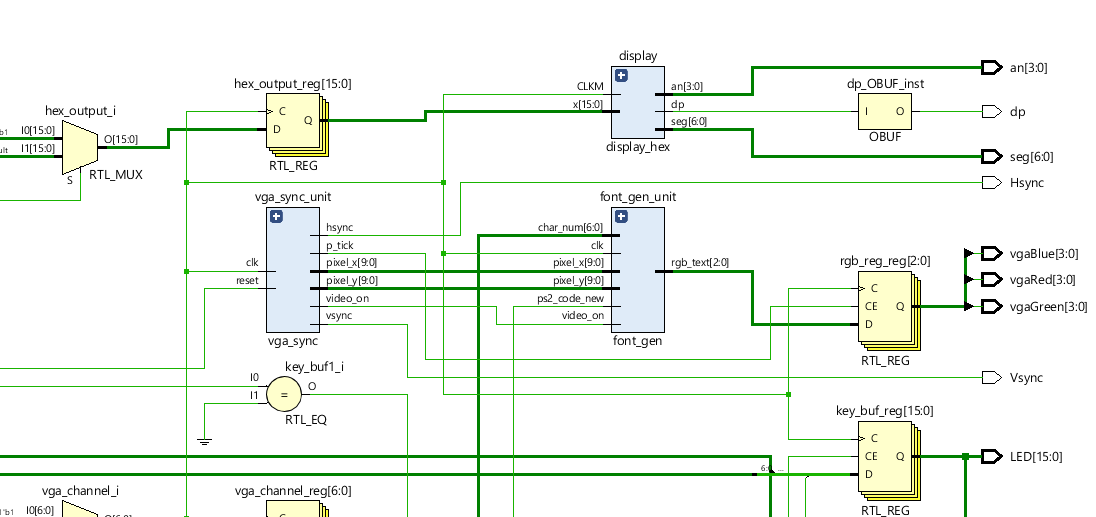 display
CLKM
x[15:0]
an[3:0]
dp
seg[6:0]
display_hex
an[3:0]
dp_OBUF_inst
I
O
OBUF
dp
seg[6:0]
Hsync
hex_output_reg[15:0]
C
D
Q
RTL_REG
hex_output_i
I0[15:0]
I1[15:0]
O[15:0]
S
RTL_MUX
vga_sync_unit
clk
reset
hsync
p_tick
pixel_x[9:0]
pixel_y[9:0]
video_on
vsync
vga_sync
font_gen_unit
char_num[6:0]
clk
pixel_x[9:0]
pixel_y[9:0]
ps2_code_new
video_on
rgb_text[2:0]
font_gen
rgb_reg_reg[2:0]
C
CE
D
Q
RTL_REG
vgaBlue[3:0]
vgaRed[3:0]
vgaGreen[3:0]
Vsync
key_buf1_i
I0
I1
=
O
RTL_EQ
key_buf_reg[15:0]
C
CE
D
Q
RTL_REG
LED[15:0]
vga_channel_i
I0[6:0]
O[6:0]
vga_channel_reg[6:0]
C